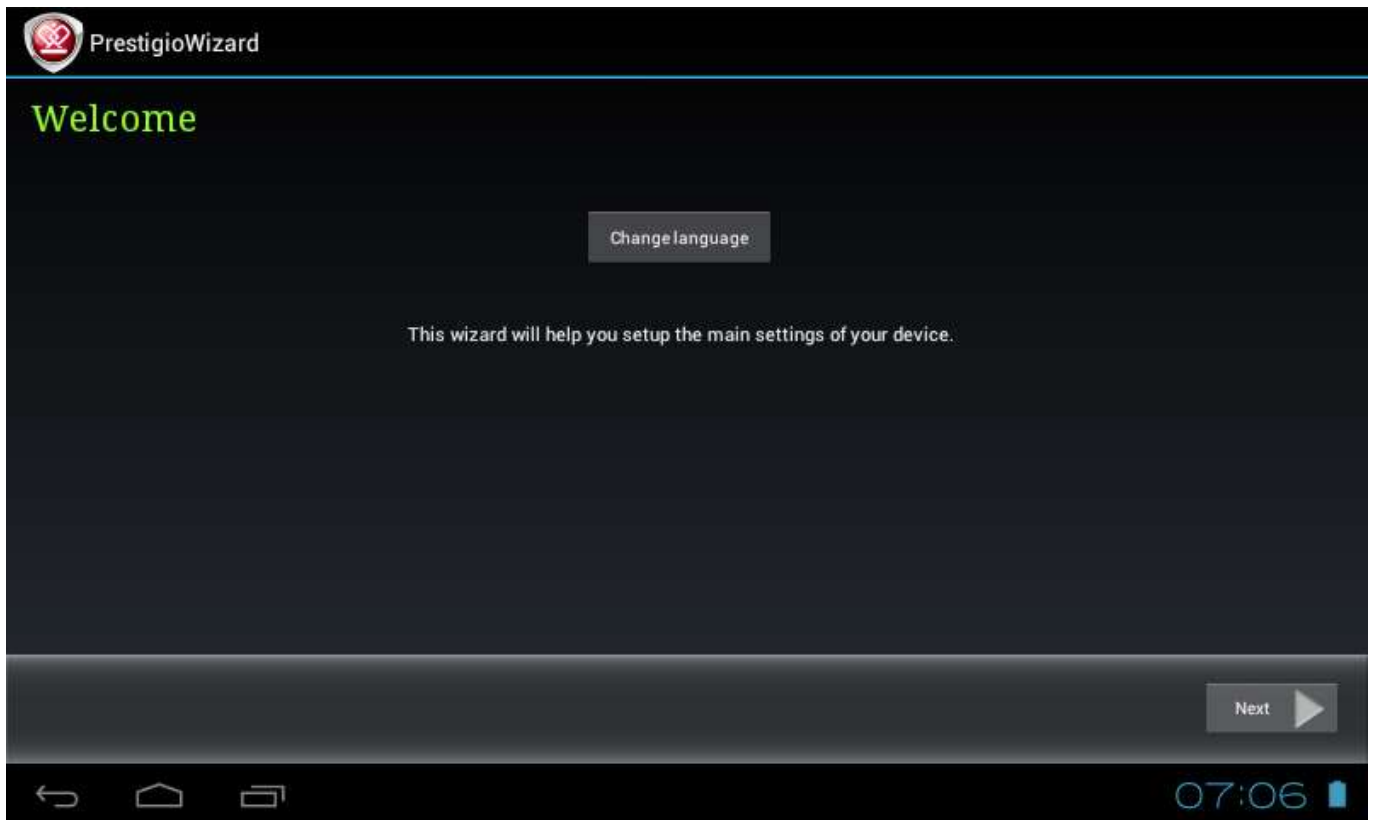 PrestigioWizard
Welcome
Change language
This wizard will help you setup the main settings of your device.
Next
07:06